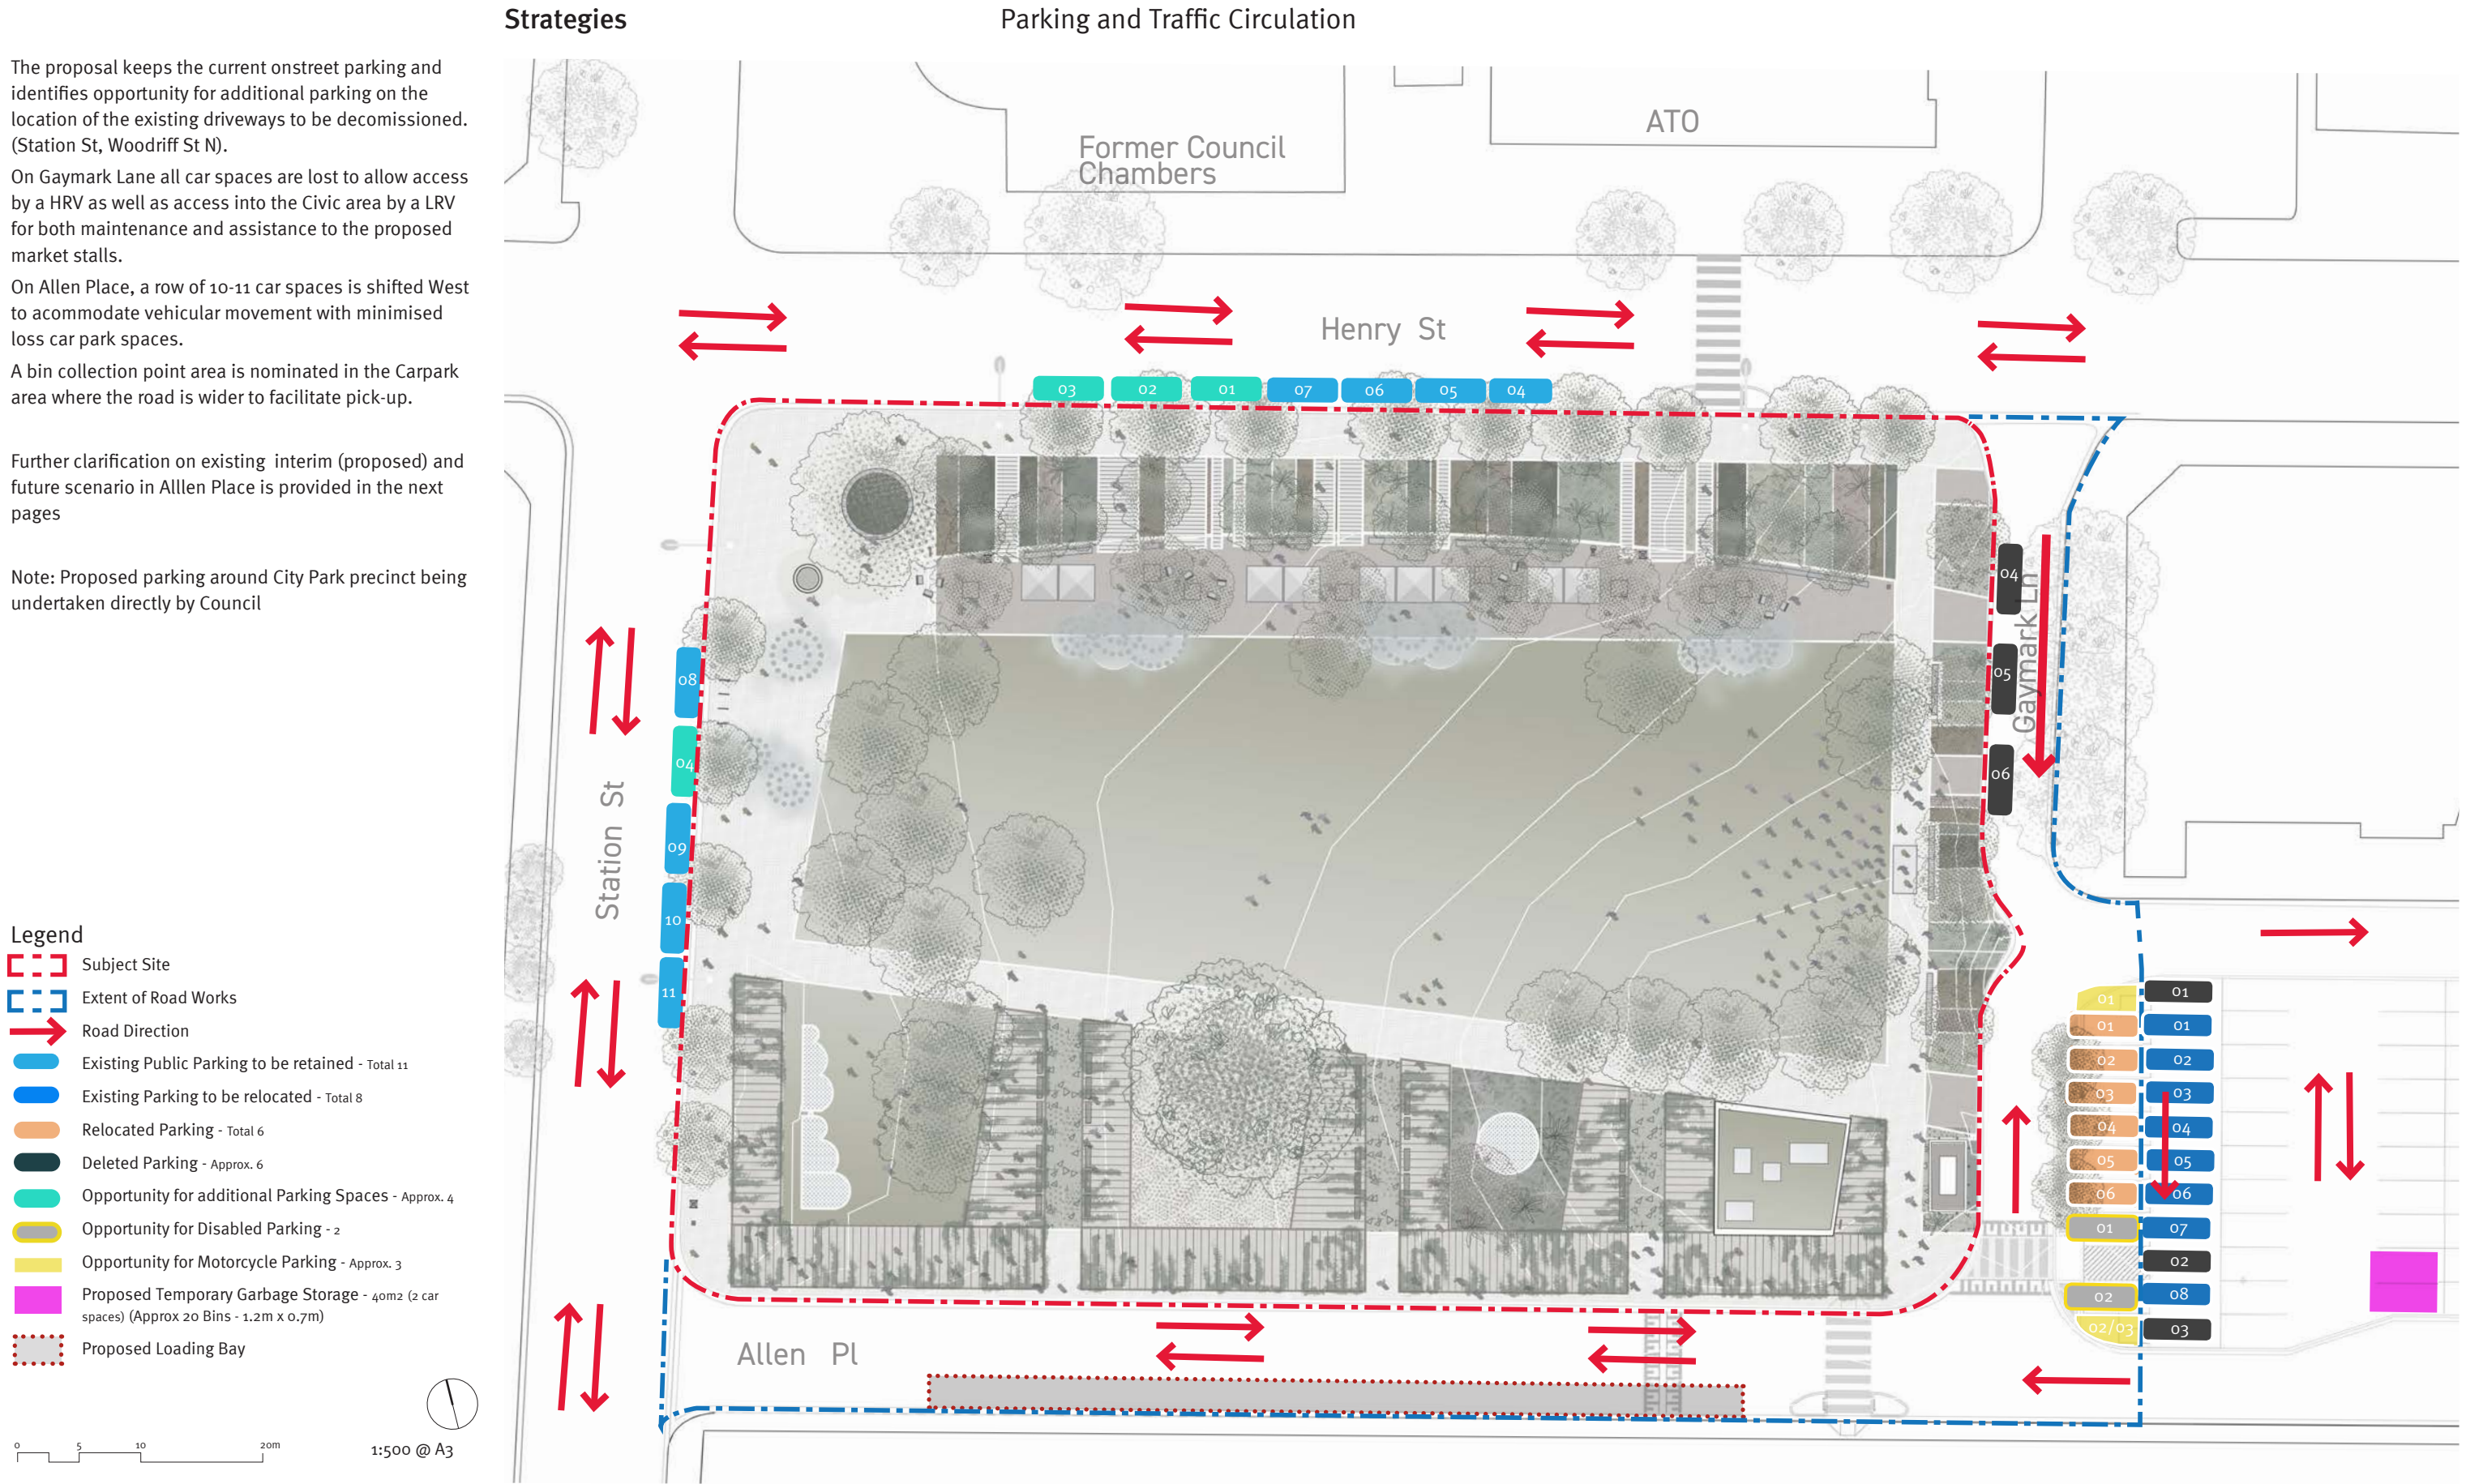 Strategies
Parking and Traffic Circulation
The proposal keeps the current onstreet parking and
identifies opportunity for additional parking on the
location of the existing driveways to be decomissioned.
(Station St, Woodriff St N).
On Gaymark Lane all car spaces are lost to allow access
by a HRV as well as access into the Civic area by a LRV
for both maintenance and assistance to the proposed
market stalls.
On Allen Place, a row of 10-11 car spaces is shifted West
to acommodate vehicular movement with minimised
loss car park spaces.
A bin collection point area is nominated in the Carpark
area where the road is wider to facilitate pick-up.
Further clarification on existing interim (proposed) and
future scenario in Alllen Place is provided in the next
pages
Note: Proposed parking around City Park precinct being
undertaken directly by Council
Legend
Subject Site
Extent of Road Works
Road Direction
Existing Public Parking to be retained - Total 11
Existing Parking to be relocated - Total 8
Relocated Parking - Total 6
Deleted Parking - Approx. 6
Opportunity for additional Parking Spaces - Approx. 4
Opportunity for Disabled Parking - 2
Opportunity for Motorcycle Parking - Approx. 3
Proposed Temporary Garbage Storage - 40m2 (2 car
spaces) (Approx 20 Bins - 1.2m x 0.7m)
Proposed Loading Bay
0 5 10 20m
1:500 @ A3
Former Council
Chambers
ATO
Henry St
03 02 01 07 06 05 04
08
04
09
10
11
Station St
04
05
06
Gaymark Ln
01 01
01 01
02 02
03 03
04 04
05 05
06 06
01 07
02
02 08
02/03 03
Allen Pl